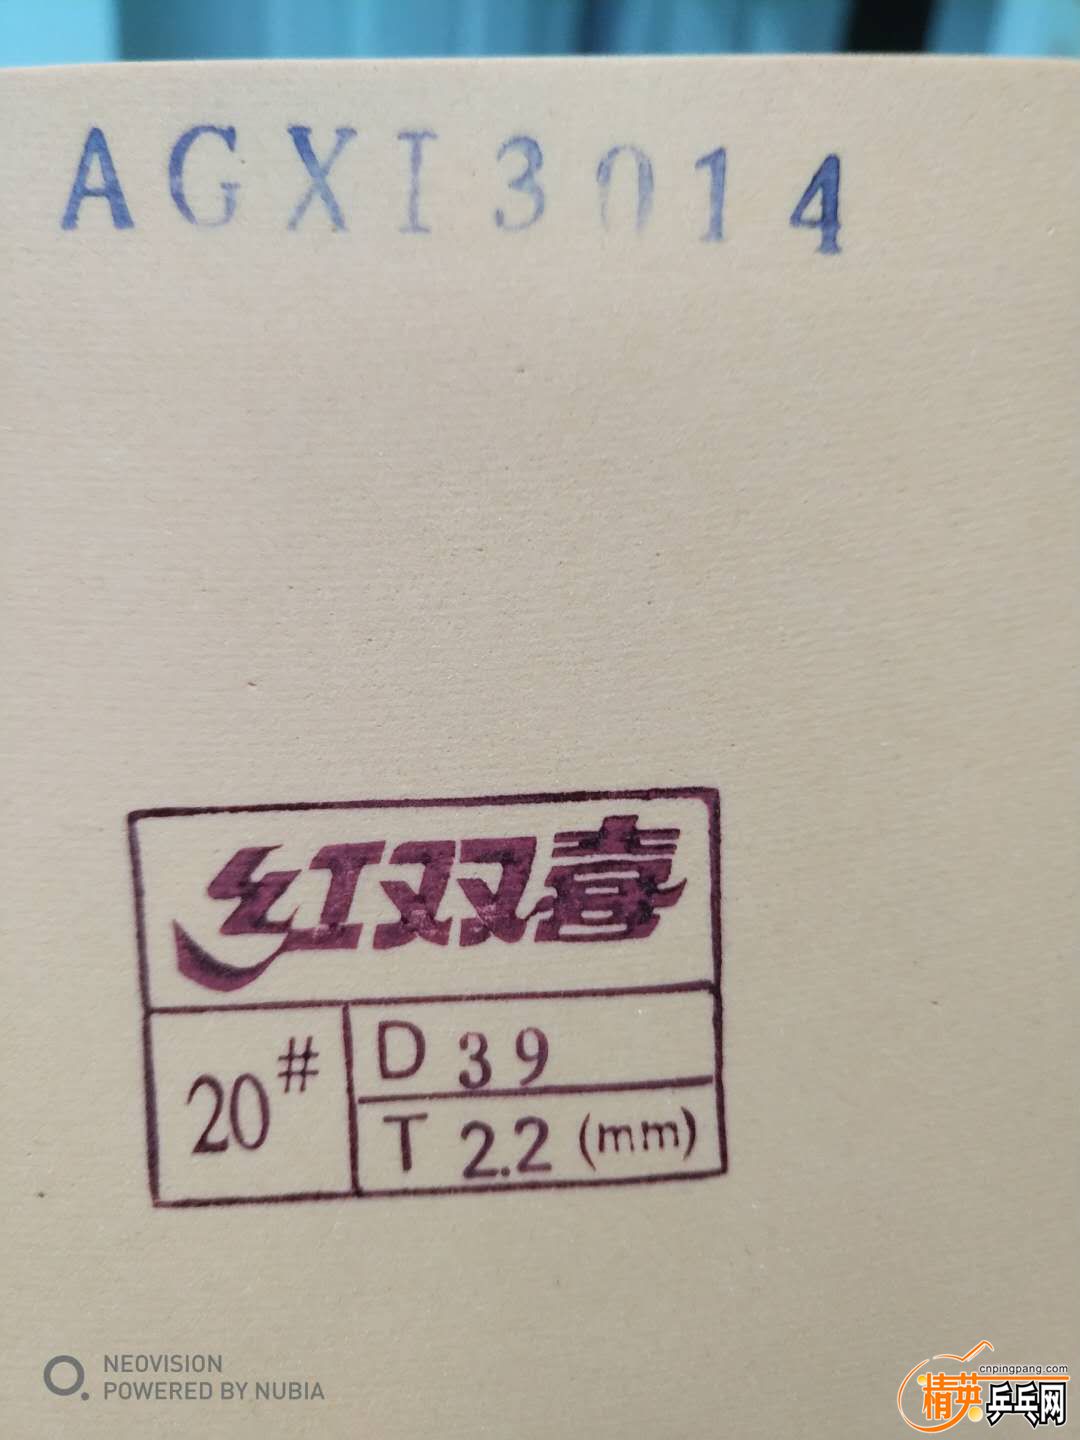 AGXI3014
红双喜
20#
D 39
T 2.2 (mm)
NEOVISION
POWERED BY NUBIA
cnpingpang.com
精英乒乓网